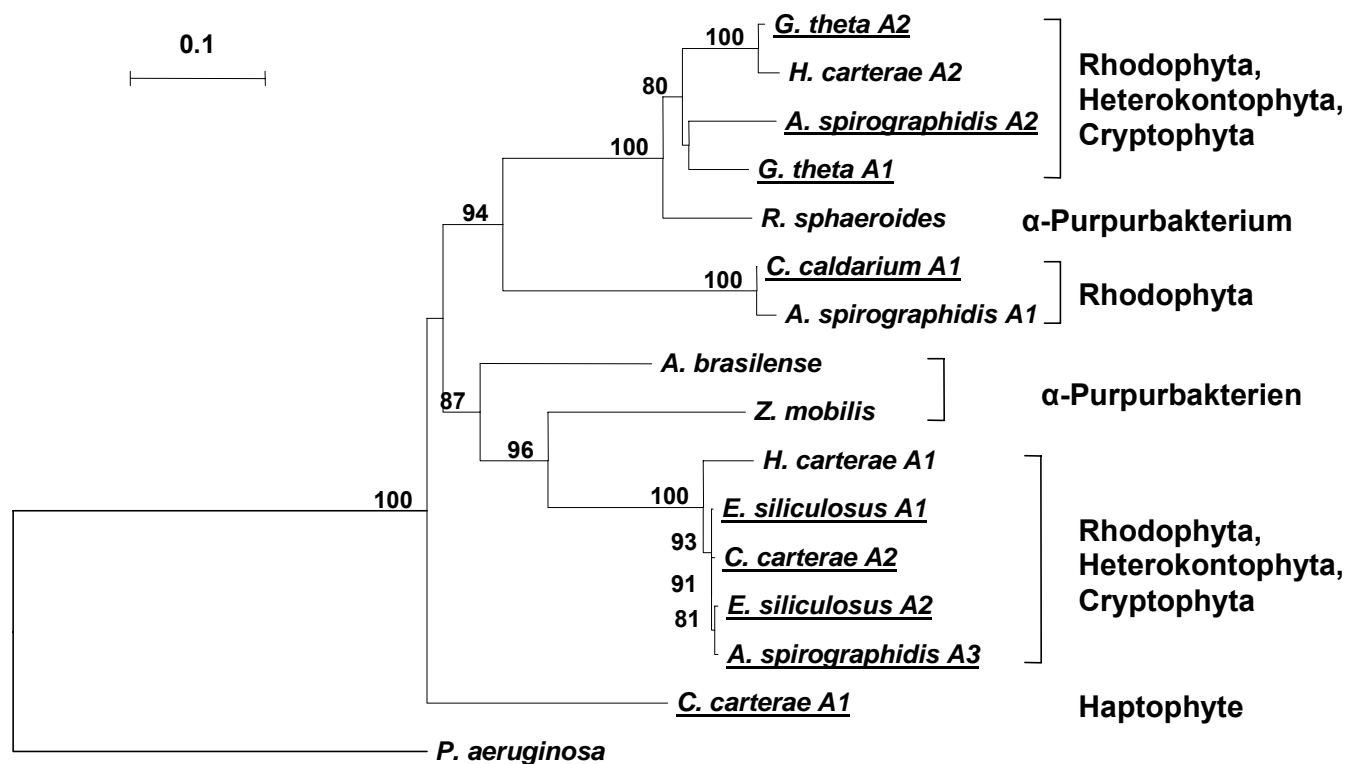 0.1
100
G. theta A2
H. carterae A2
80
A. spirographidis A2
100
G. theta A1
Rhodophyta,
Heterokontophyta,
Cryptophyta
94
R. sphaeroides
α-Purpurbakterium
100
C. caldarium A1
A. spirographidis A1
Rhodophyta
A. brasilense
87
Z. mobilis
α-Purpurbakterien
96
H. carterae A1
100
100
E. siliculosus A1
93
C. carterae A2
91
E. siliculosus A2
81
A. spirographidis A3
Rhodophyta,
Heterokontophyta,
Cryptophyta
C. carterae A1
Haptophyte
P. aeruginosa